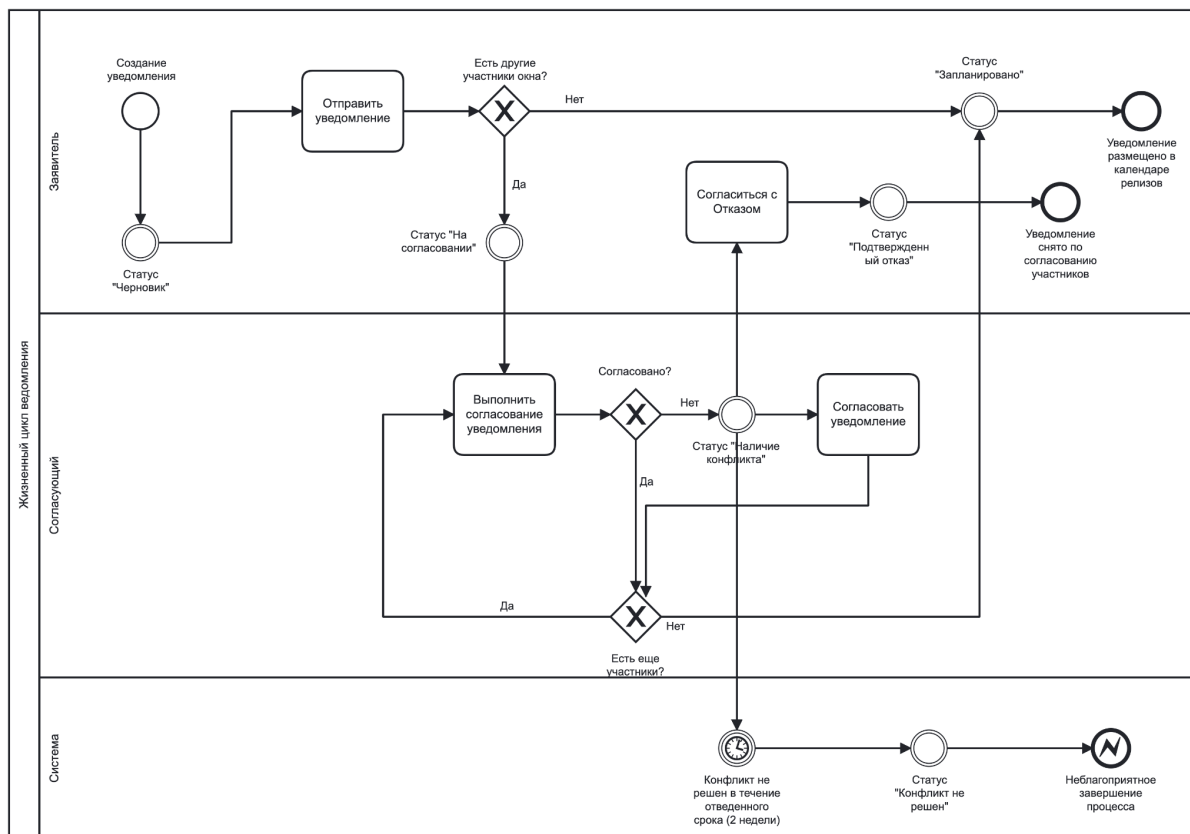 Жизненный цикл ведомления
Заявитель
Создание
уведомления
Статус
"Черновик"
Отправить
уведомление
Есть другие
участники окна?
Нет
Да
Статус "На
согласовании"
Согласиться с
Отказом
Статус
"Подтвержденн
ый отказ"
Уведомление
снято по
согласованию
участников
Статус
"Запланировано"
Уведомление
размещено в
календаре
релизов
Согласующий
Выполнить
согласование
уведомления
Согласовано?
Нет
Да
Статус "Наличие
конфликта"
Согласовать
уведомление
Да
Нет
Есть еще
участники?
Система
Конфликт не
решен в течение
отведенного
срока (2 недели)
Статус
"Конфликт не
решен"
Неблагоприятное
завершение
процесса